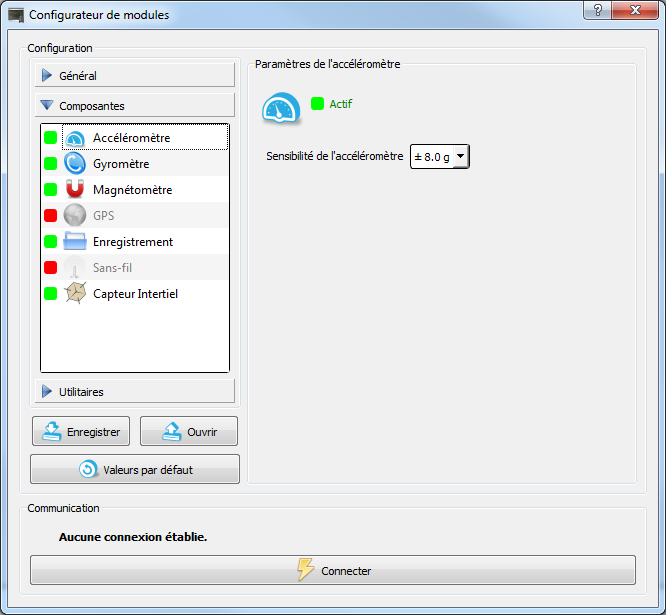 Configurateur de modules
Configuration
Général
Composantes
Accéléromètre
Gyromètre
Magnétomètre
GPS
Enregistrement
Sans-fil
Capteur Intertiel
Utilitaires
Enregistrer
Ouvrir
Valeurs par défaut
Paramètres de l'accéléromètre
Actif
Sensibilité de l'accéléromètre ± 8.0 g
Communication
Aucune connexion établie.
Connecter